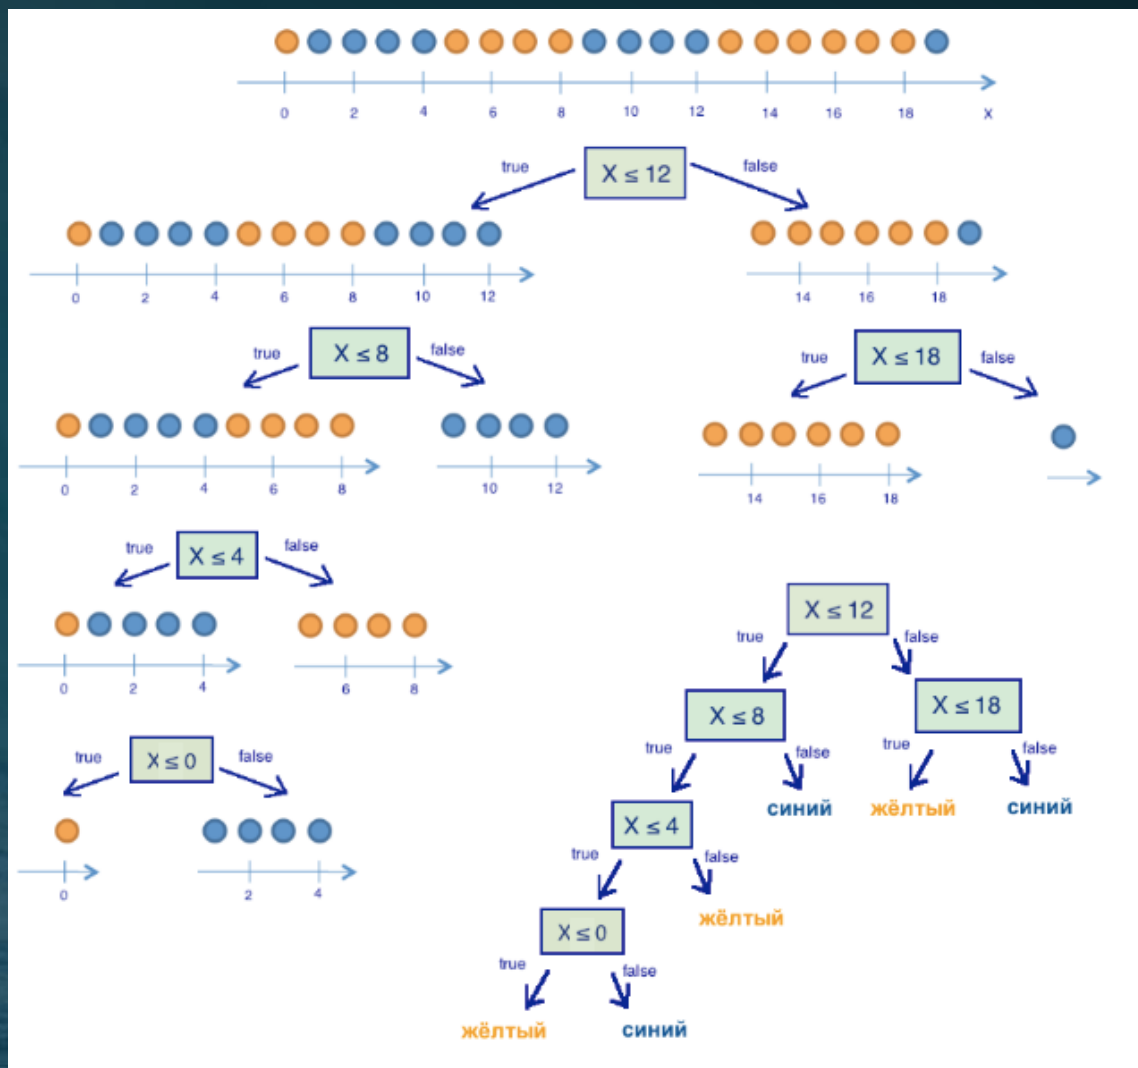 0 2 4 6 8 10 12 14 16 18 X
true X ≤ 12 false
0 2 4 6 8 10 12
14 16 18
true X ≤ 8 false
true X ≤ 18 false
0 2 4 6 8
10 12
14 16 18
true X ≤ 4 false
0 2 4
6 8
true X ≤ 0 false
0
2 4
X ≤ 12
true false
X ≤ 8
X ≤ 18
true false
true false
синий
жёлтый
синий
X ≤ 4
true false
жёлтый
X ≤ 0
true false
жёлтый
синий